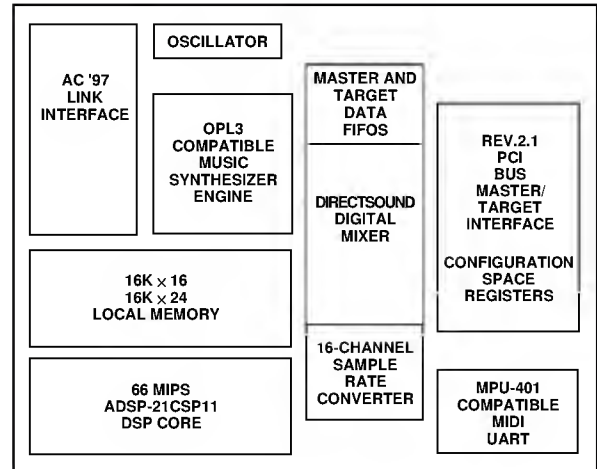 AC '97
LINK
INTERFACE
OSCILLATOR
OPL3
COMPATIBLE
MUSIC
SYNTHESIZER
ENGINE
MASTER AND
TARGET
DATA
FIFOS
DIRECTSOUND
DIGITAL
MIXER
REV.2.1
PCI
BUS
MASTER/
TARGET
INTERFACE
CONFIGURATION
SPACE
REGISTERS
16K × 16
16K × 24
LOCAL MEMORY
16-CHANNEL
SAMPLE
RATE
CONVERTER
66 MIPS
ADSP-21CSP11
DSP CORE
MPU-401
COMPATIBLE
MIDI
UART